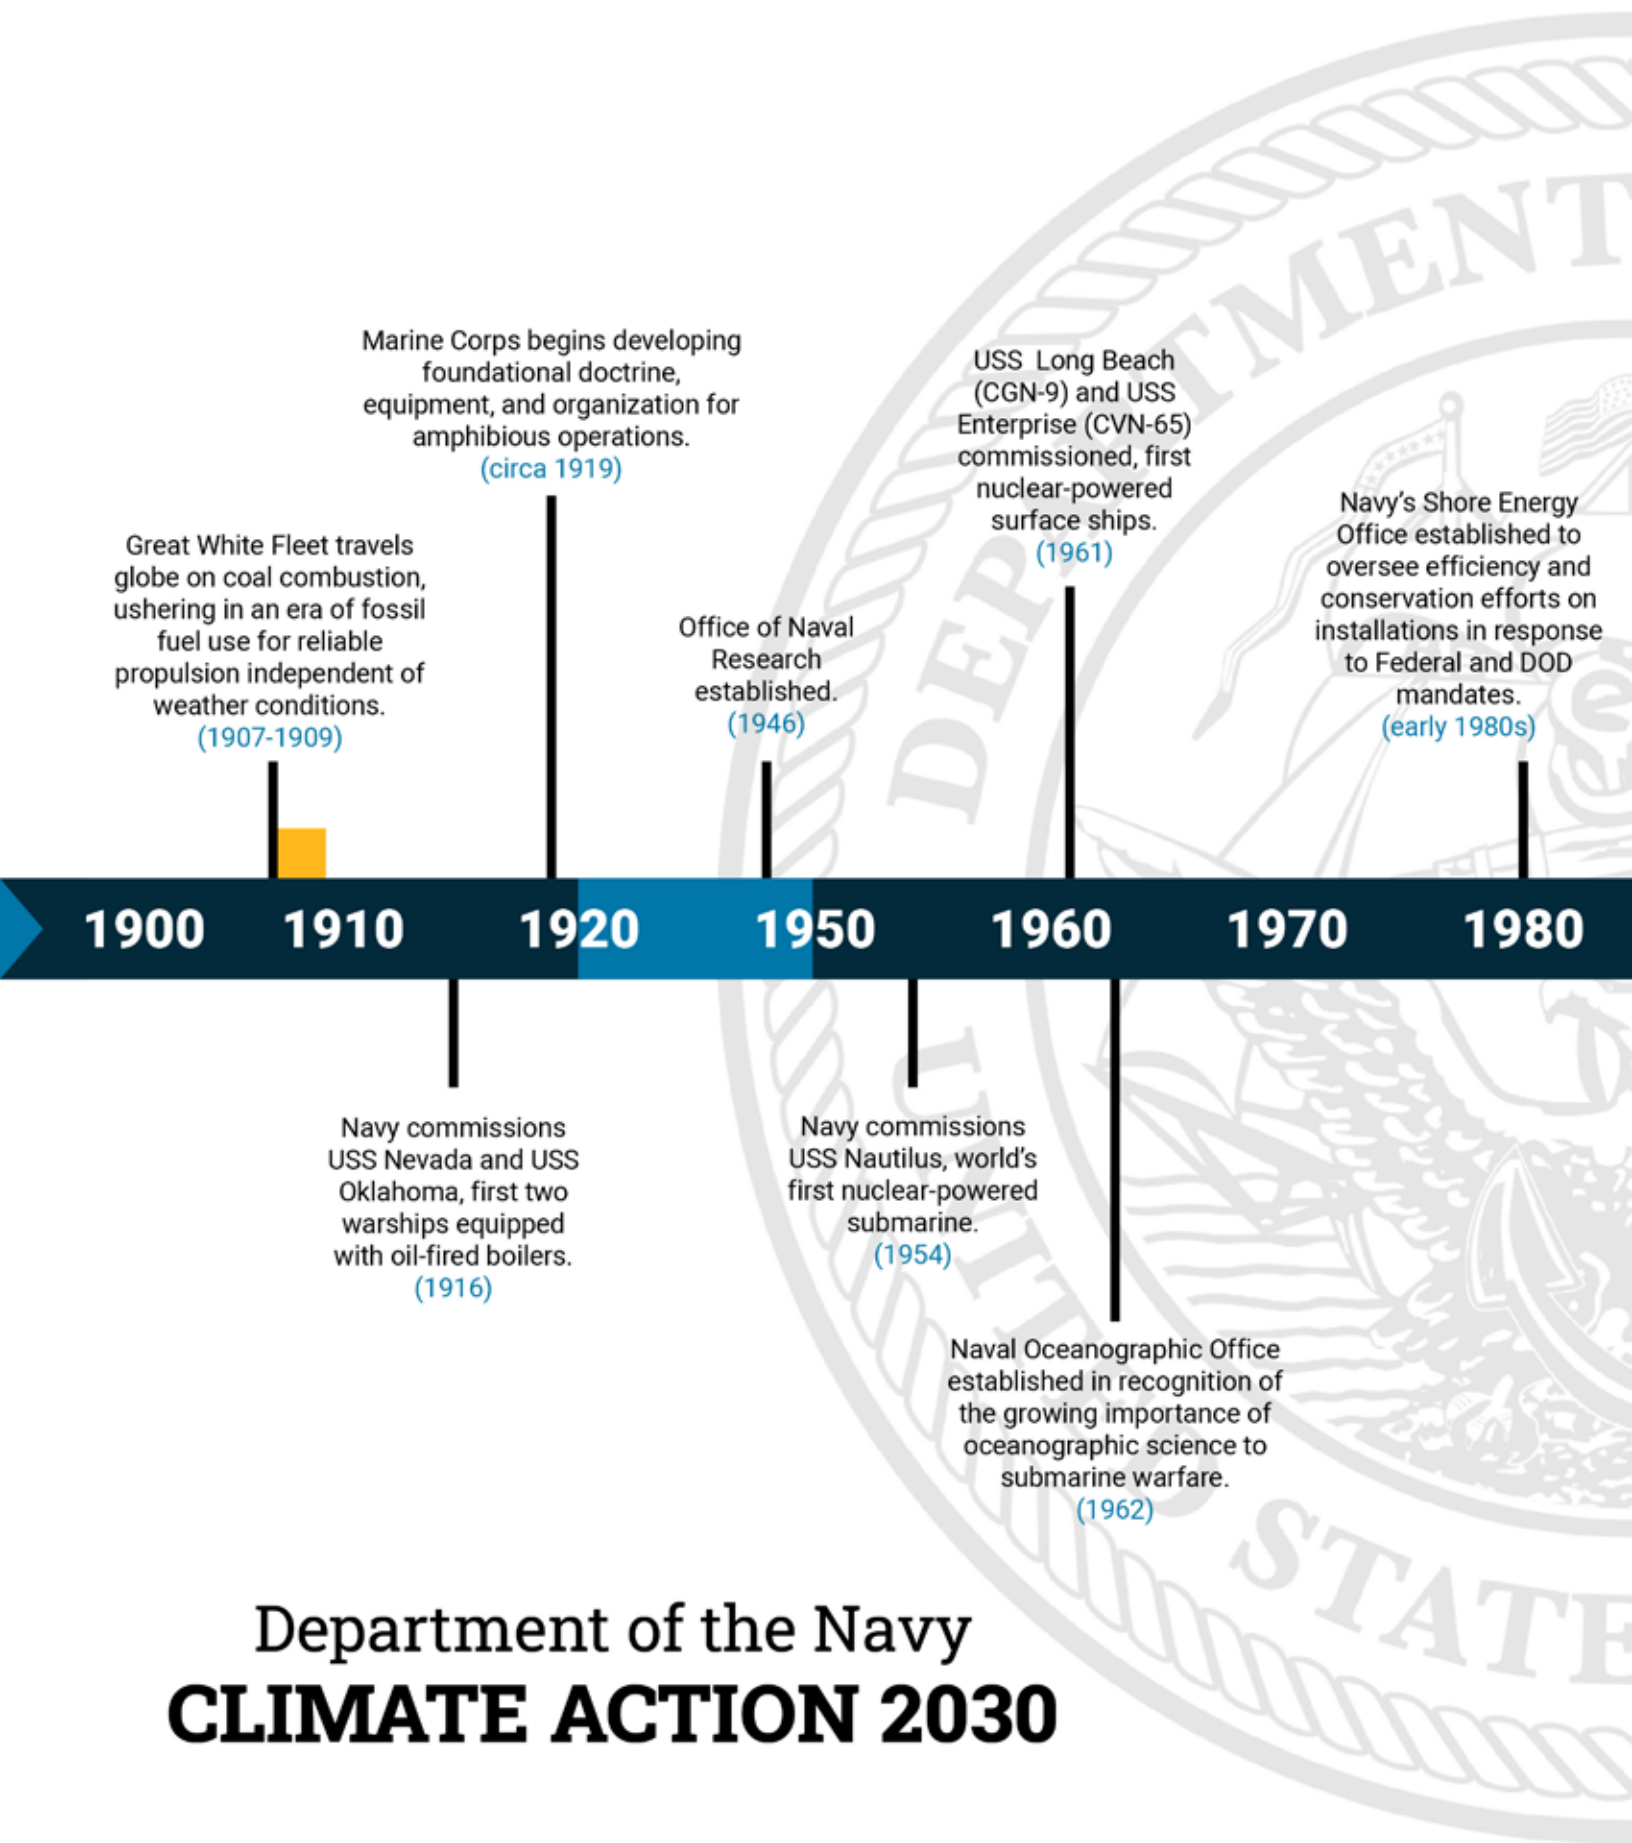 DEPARTMENT
Marine Corps begins developing
foundational doctrine,
equipment, and organization for
amphibious operations.
(circa 1919)
USS Long Beach
(CGN-9) and USS
Enterprise (CVN-65)
commissioned, first
nuclear-powered
surface ships.
(1961)
Navy's Shore Energy
Office established to
oversee efficiency and
conservation efforts on
installations in response
to Federal and DOD
mandates.
(early 1980s)
Great White Fleet travels
globe on coal combustion,
ushering in an era of fossil
fuel use for reliable
propulsion independent of
weather conditions.
(1907-1909)
Office of Naval
Research
established.
(1946)
1900 1910 1920 1950 1960 1970 1980
Navy commissions
USS Nevada and USS
Oklahoma, first two
warships equipped
with oil-fired boilers.
(1916)
Navy commissions
USS Nautilus, world's
first nuclear-powered
submarine.
(1954)
Naval Oceanographic Office
established in recognition of
the growing importance of
oceanographic science to
submarine warfare.
(1962)
UNITED STATE
Department of the Navy
CLIMATE ACTION 2030